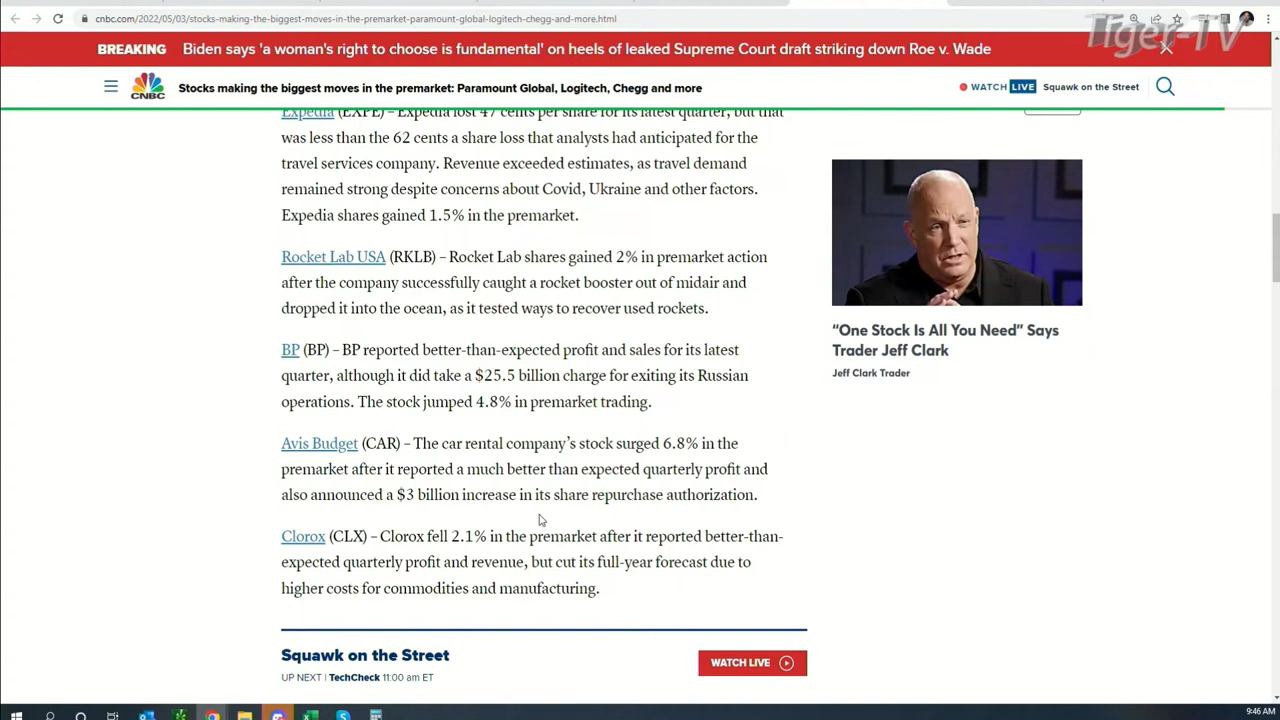 cnbc.com/2022/05/03/stocks-making-the-biggest-moves-in-the-premarket-paramount-global-logitech-chegg-and-more.html
Tiger-TV
BREAKING Biden says 'a woman's right to choose is fundamental' on heels of leaked Supreme Court draft striking down Roe v. Wade
CNBC
Stocks making the biggest moves in the premarket: Paramount Global, Logitech, Chegg and more
WATCH LIVE Squawk on the Street
Expedia (EXPE) – Expedia lost 47 cents per share for its latest quarter, but that
was less than the 62 cents a share loss that analysts had anticipated for the
travel services company. Revenue exceeded estimates, as travel demand
remained strong despite concerns about Covid, Ukraine and other factors.
Expedia shares gained 1.5% in the premarket.
Rocket Lab USA (RKLB) – Rocket Lab shares gained 2% in premarket action
after the company successfully caught a rocket booster out of midair and
dropped it into the ocean, as it tested ways to recover used rockets.
BP (BP) – BP reported better-than-expected profit and sales for its latest
quarter, although it did take a $25.5 billion charge for exiting its Russian
operations. The stock jumped 4.8% in premarket trading.
Avis Budget (CAR) – The car rental company's stock surged 6.8% in the
premarket after it reported a much better than expected quarterly profit and
also announced a $3 billion increase in its share repurchase authorization.
Clorox (CLX) – Clorox fell 2.1% in the premarket after it reported better-than-
expected quarterly profit and revenue, but cut its full-year forecast due to
higher costs for commodities and manufacturing.
"One Stock Is All You Need" Says
Trader Jeff Clark
Jeff Clark Trader
Squawk on the Street
UP NEXT | TechCheck 11:00 am ET
WATCH LIVE
9:46 AM